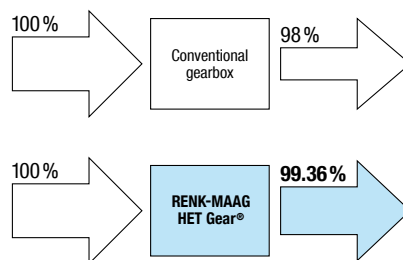 100 %
Conventional
gearbox
98 %
100 %
RENK-MAAG
HET Gear®
99.36 %